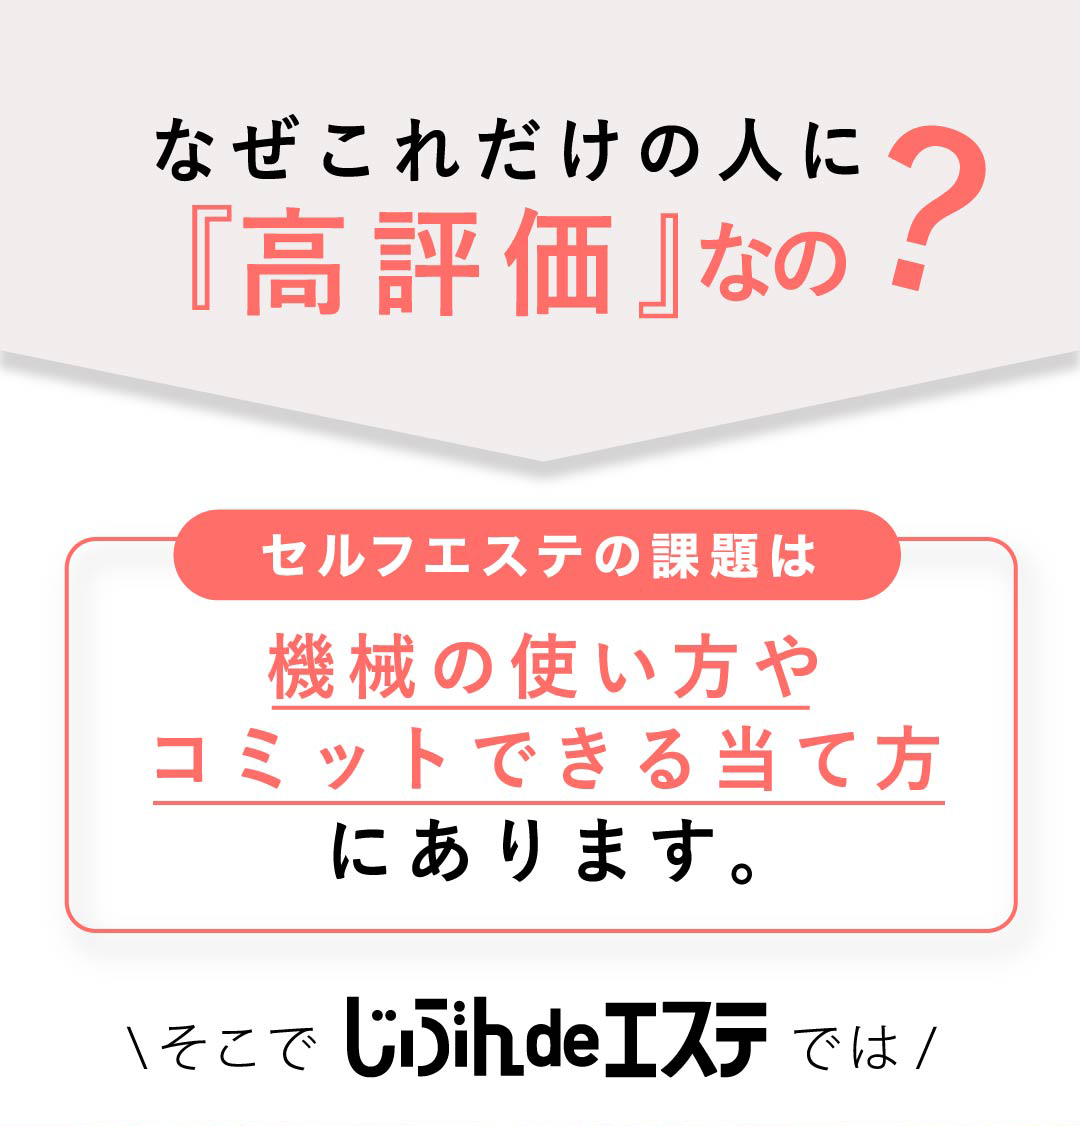 なぜこれだけの人に
『高評価』なの?
セルフエステの課題は
機械の使い方や
コミットできる当て方
にあります。
\そこで じぶんdeエステ では/